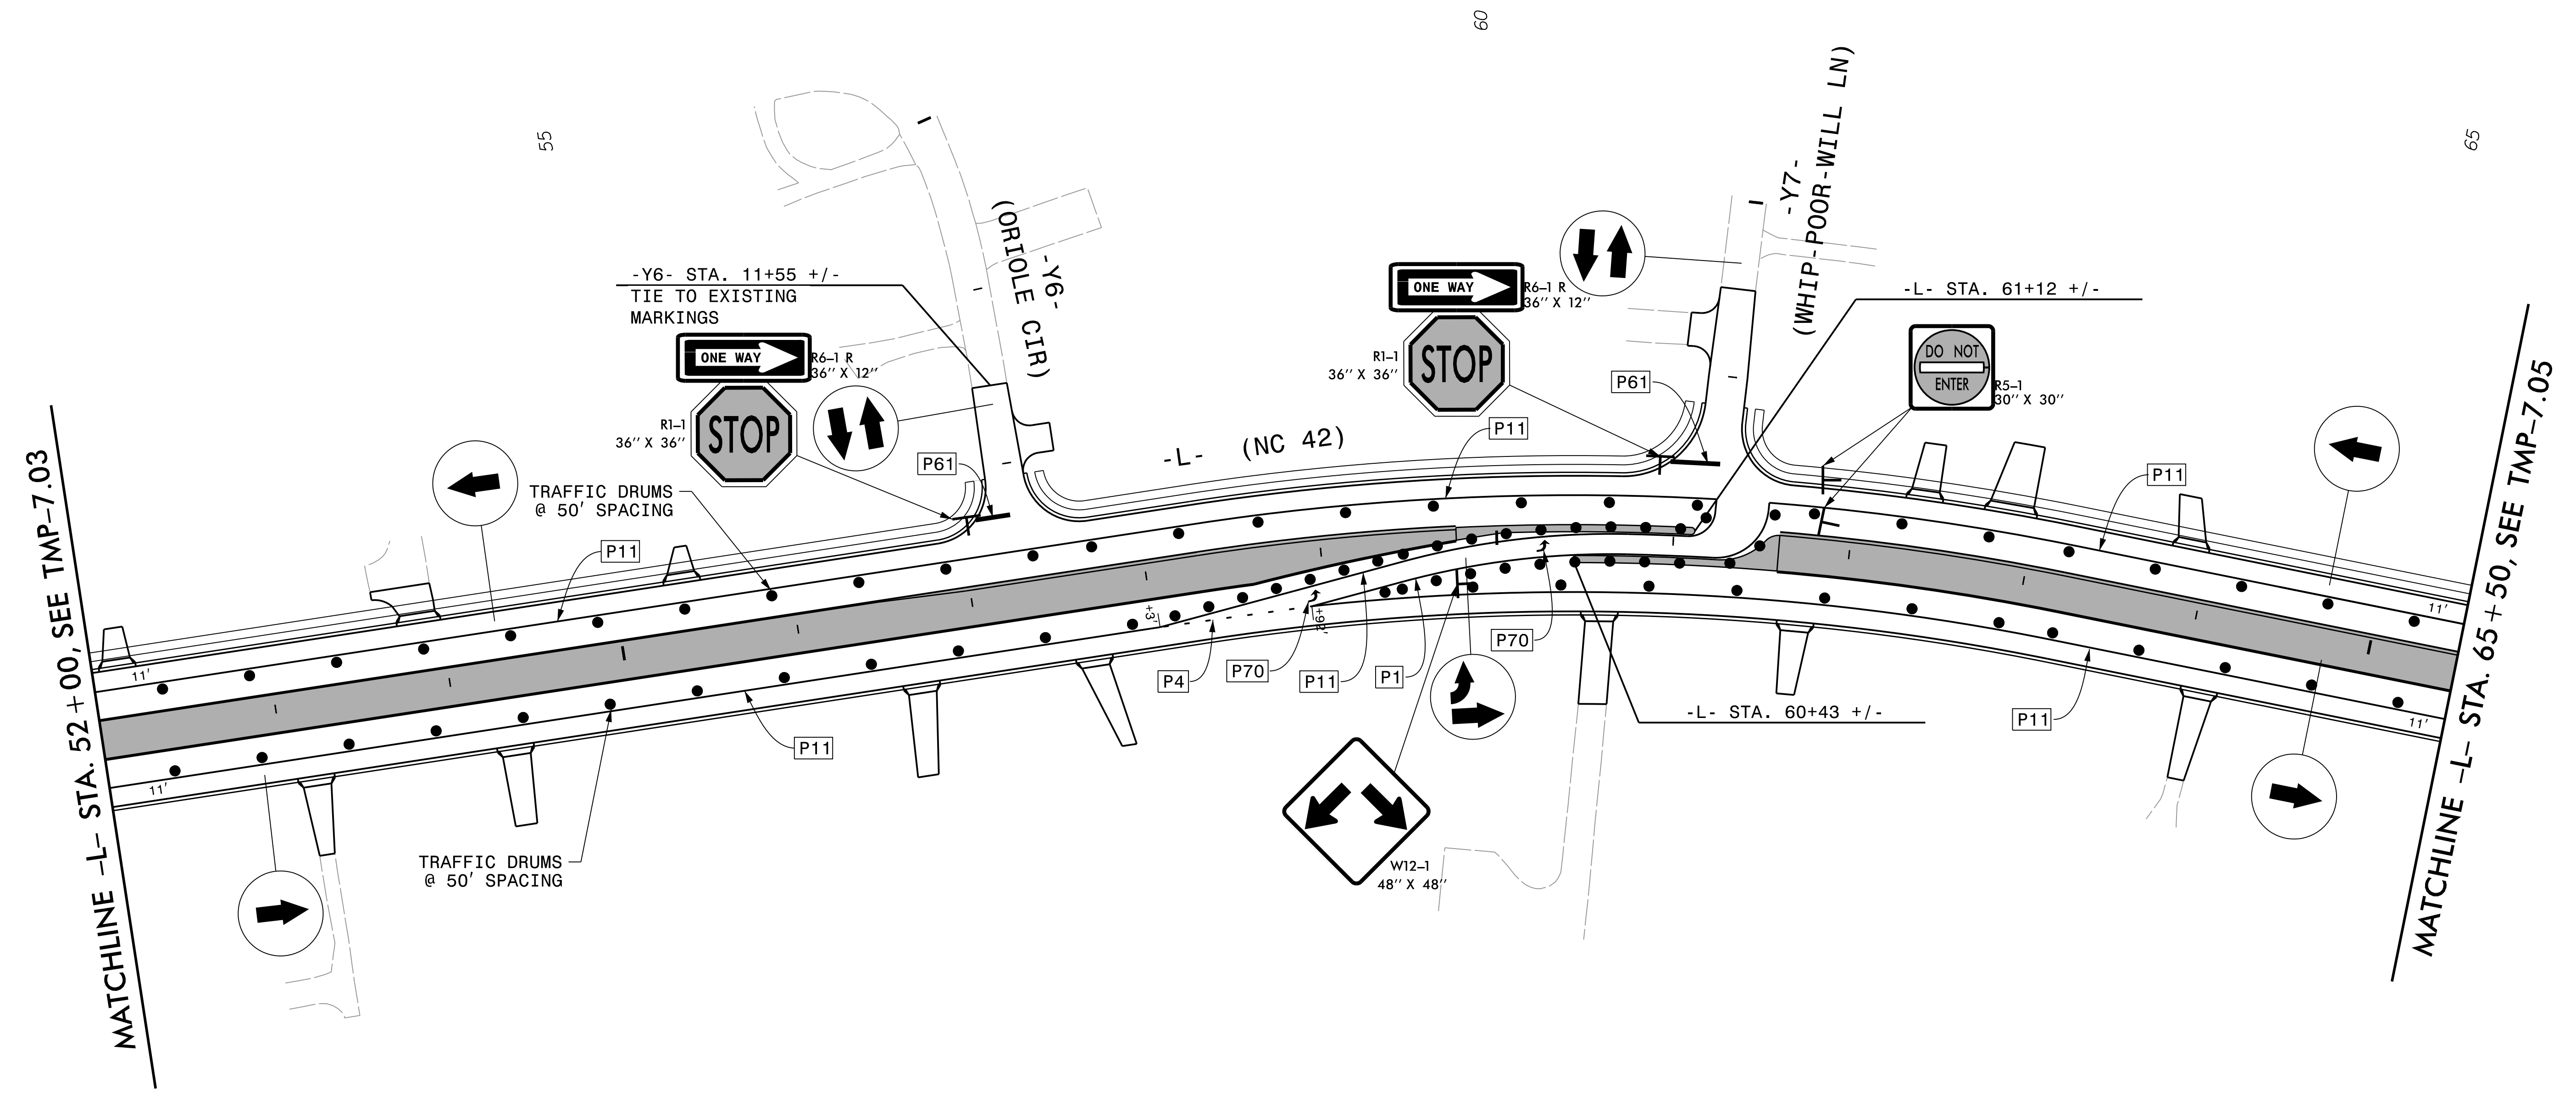 60
55
65
-Y7-
(WHIP-POOR-WILL LN)
-Y6-
(ORIOLE CIR)
-Y6- STA. 11+55 +/-
TIE TO EXISTING
MARKINGS
ONE WAY
R6-1 R
36" X 12"
STOP
R1-1
36" X 36"
ONE WAY
R6-1 R
36" X 12"
STOP
R1-1
36" X 36"
P61
-L- STA. 61+12 +/-
DO NOT
ENTER
R5-1
30" X 30"
P61
-L- (NC 42)
P11
P11
TRAFFIC DRUMS
@ 50' SPACING
P11
MATCHLINE -L- STA. 52+00, SEE TMP-7.03
MATCHLINE -L- STA. 65+50, SEE TMP-7.05
11'
11'
11'
11'
+3'
+92'
P4
P70
P11
P1
P70
P11
-L- STA. 60+43 +/-
P11
TRAFFIC DRUMS
@ 50' SPACING
W12-1
48" X 48"